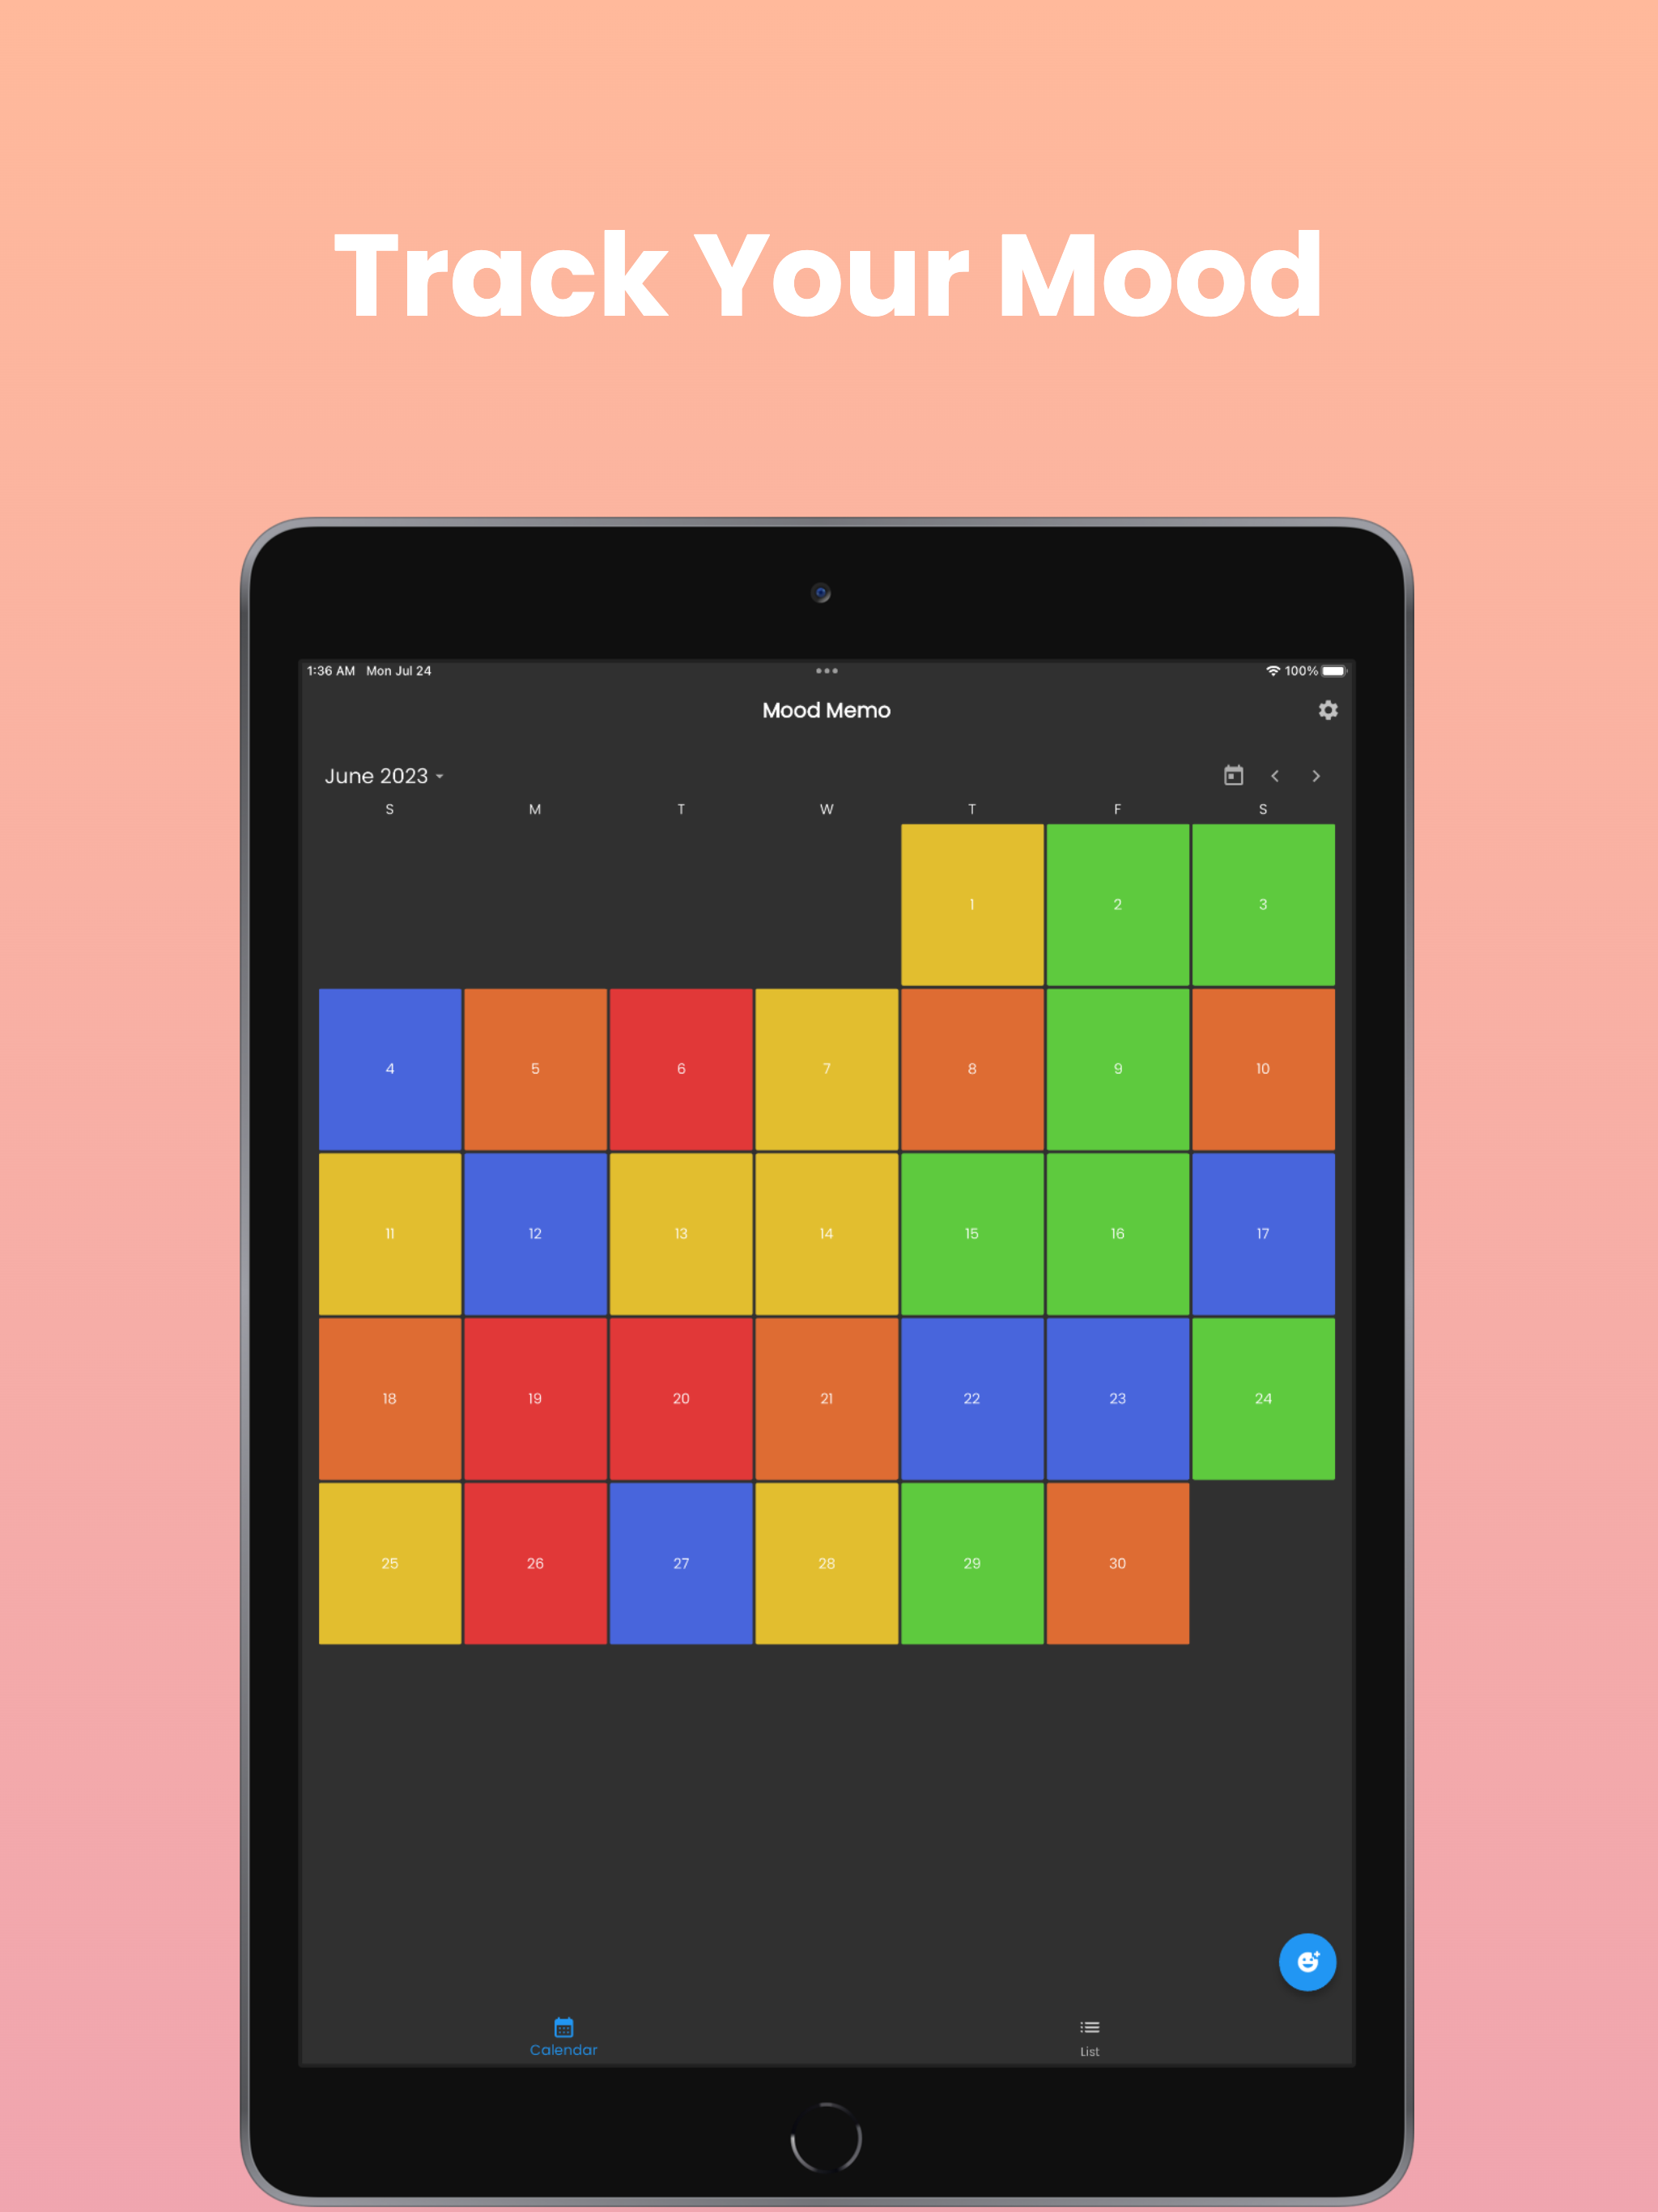 Track Your Mood
1:36 AM Mon Jul 24
100%
Mood Memo
June 2023
S M T W T F S
1 2 3
4 5 6 7 8 9 10
11 12 13 14 15 16 17
18 19 20 21 22 23 24
25 26 27 28 29 30
Calendar
List